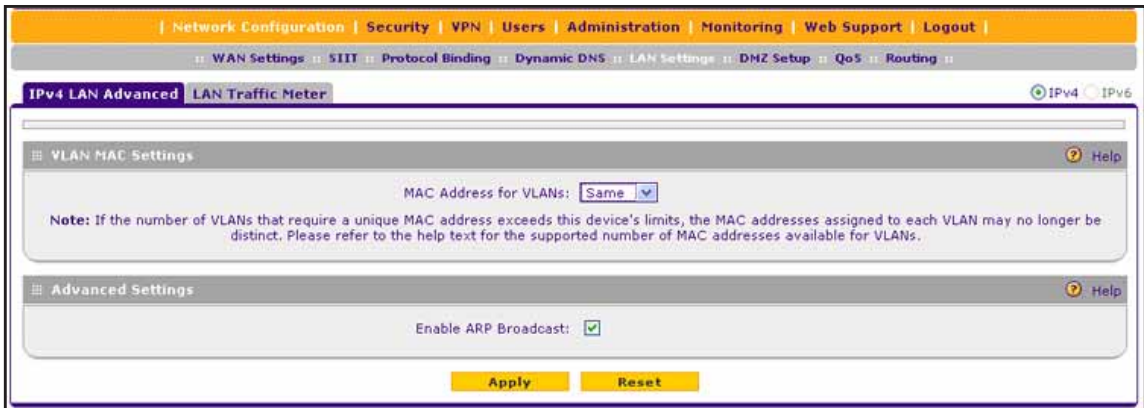 | Network Configuration | Security | VPN | Users | Administration | Monitoring | Web Support | Logout |
:: WAN Settings :: SIIT :: Protocol Binding :: Dynamic DNS :: LAN Settings :: DMZ Setup :: QoS :: Routing ::
IPv4 LAN Advanced LAN Traffic Meter IPv4 IPv6
VLAN MAC Settings Help
MAC Address for VLANs: Same
Note: If the number of VLANs that require a unique MAC address exceeds this device's limits, the MAC addresses assigned to each VLAN may no longer be
distinct. Please refer to the help text for the supported number of MAC addresses available for VLANs.
Advanced Settings Help
Enable ARP Broadcast:
Apply Reset